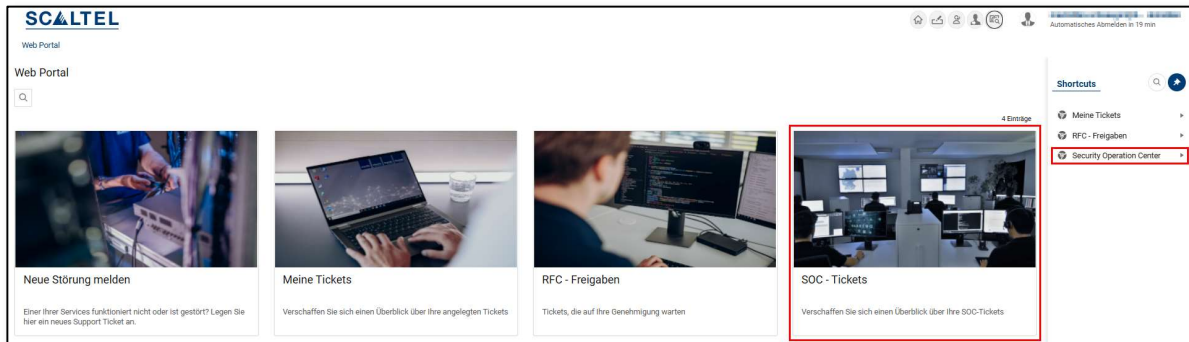 SCALTEL
Automatisches Abmelden in 19 min
Web Portal
Web Portal
Shortcuts
4 Einträge
Meine Tickets
RFC - Freigaben
Security Operation Center
Neue Störung melden
Einer Ihrer Services funktioniert nicht oder ist gestört? Legen Sie
hier ein neues Support Ticket an.
Meine Tickets
Verschaffen Sie sich einen Überblick über Ihre angelegten Tickets
RFC - Freigaben
Tickets, die auf Ihre Genehmigung warten
SOC - Tickets
Verschaffen Sie sich einen Überblick über Ihre SOC-Tickets